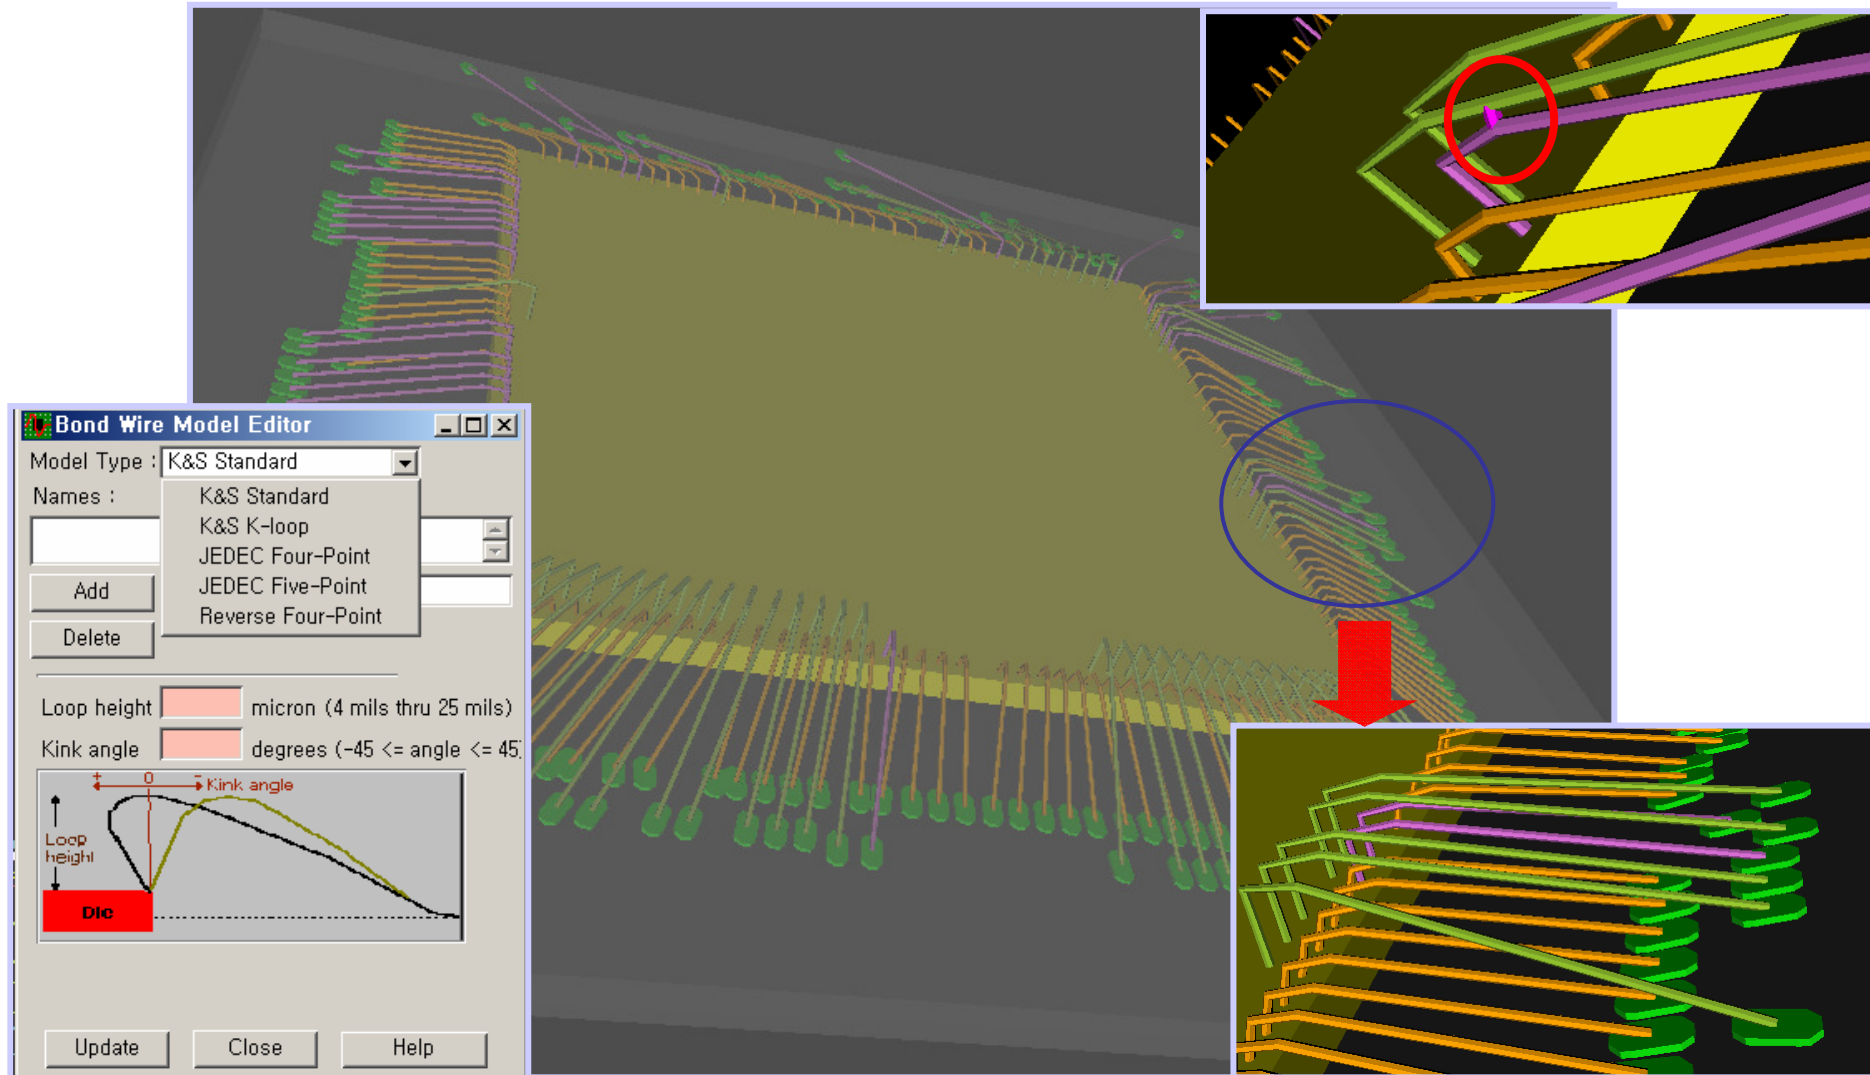 Bond Wire Model Editor
Model Type : K&S Standard
Names :
K&S Standard
K&S K-loop
JEDEC Four-Point
JEDEC Five-Point
Reverse Four-Point
Add
Delete
Loop height micron (4 mils thru 25 mils)
Kink angle degrees (-45 <= angle <= 45
+ 0 -
Kink angle
Loop
height
Die
Update Close Help